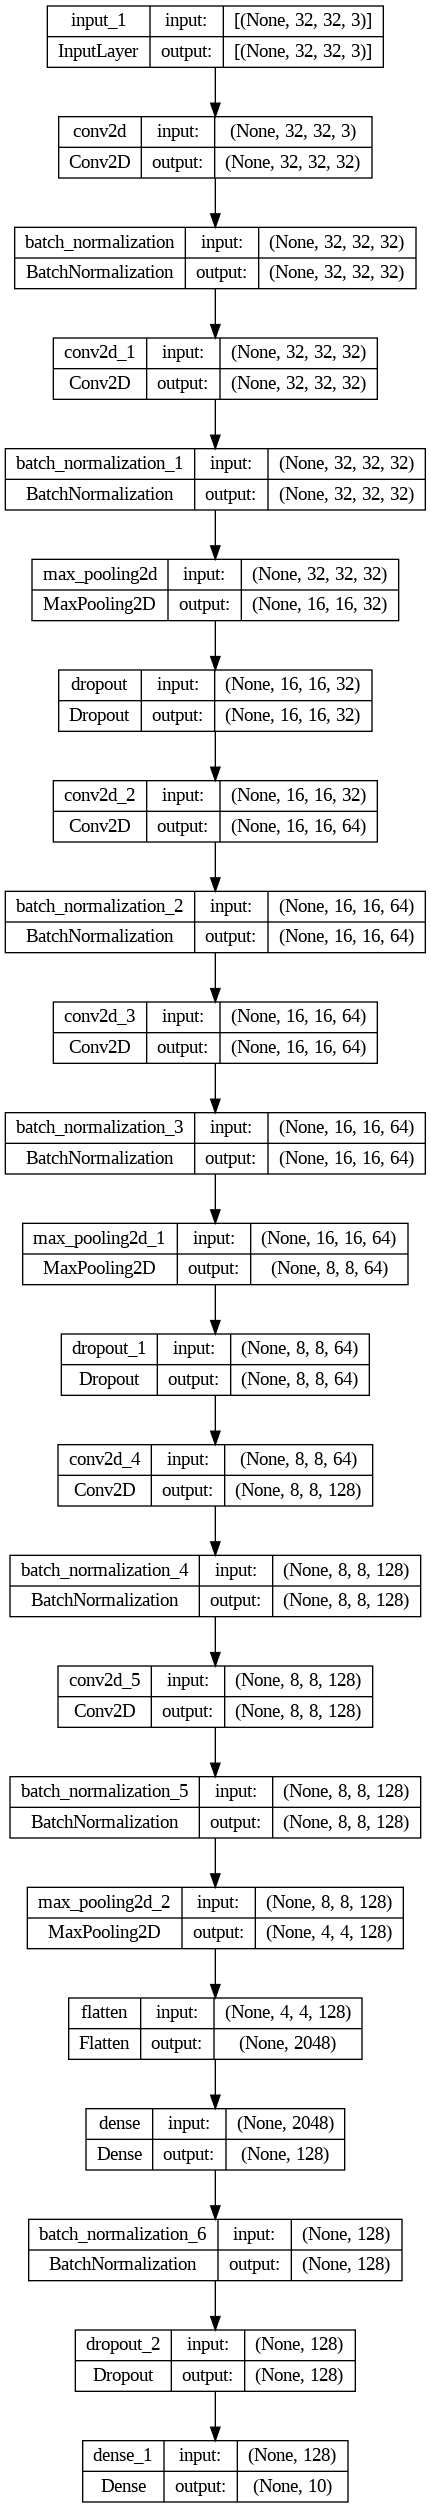 input_1 input: [(None, 32, 32, 3)]
InputLayer output: [(None, 32, 32, 3)]
conv2d input: (None, 32, 32, 3)
Conv2D output: (None, 32, 32, 32)
batch_normalization input: (None, 32, 32, 32)
BatchNormalization output: (None, 32, 32, 32)
conv2d_1 input: (None, 32, 32, 32)
Conv2D output: (None, 32, 32, 32)
batch_normalization_1 input: (None, 32, 32, 32)
BatchNormalization output: (None, 32, 32, 32)
max_pooling2d input: (None, 32, 32, 32)
MaxPooling2D output: (None, 16, 16, 32)
dropout input: (None, 16, 16, 32)
Dropout output: (None, 16, 16, 32)
conv2d_2 input: (None, 16, 16, 32)
Conv2D output: (None, 16, 16, 64)
batch_normalization_2 input: (None, 16, 16, 64)
BatchNormalization output: (None, 16, 16, 64)
conv2d_3 input: (None, 16, 16, 64)
Conv2D output: (None, 16, 16, 64)
batch_normalization_3 input: (None, 16, 16, 64)
BatchNormalization output: (None, 16, 16, 64)
max_pooling2d_1 input: (None, 16, 16, 64)
MaxPooling2D output: (None, 8, 8, 64)
dropout_1 input: (None, 8, 8, 64)
Dropout output: (None, 8, 8, 64)
conv2d_4 input: (None, 8, 8, 64)
Conv2D output: (None, 8, 8, 128)
batch_normalization_4 input: (None, 8, 8, 128)
BatchNormalization output: (None, 8, 8, 128)
conv2d_5 input: (None, 8, 8, 128)
Conv2D output: (None, 8, 8, 128)
batch_normalization_5 input: (None, 8, 8, 128)
BatchNormalization output: (None, 8, 8, 128)
max_pooling2d_2 input: (None, 8, 8, 128)
MaxPooling2D output: (None, 4, 4, 128)
flatten input: (None, 4, 4, 128)
Flatten output: (None, 2048)
dense input: (None, 2048)
Dense output: (None, 128)
batch_normalization_6 input: (None, 128)
BatchNormalization output: (None, 128)
dropout_2 input: (None, 128)
Dropout output: (None, 128)
dense_1 input: (None, 128)
Dense output: (None, 10)